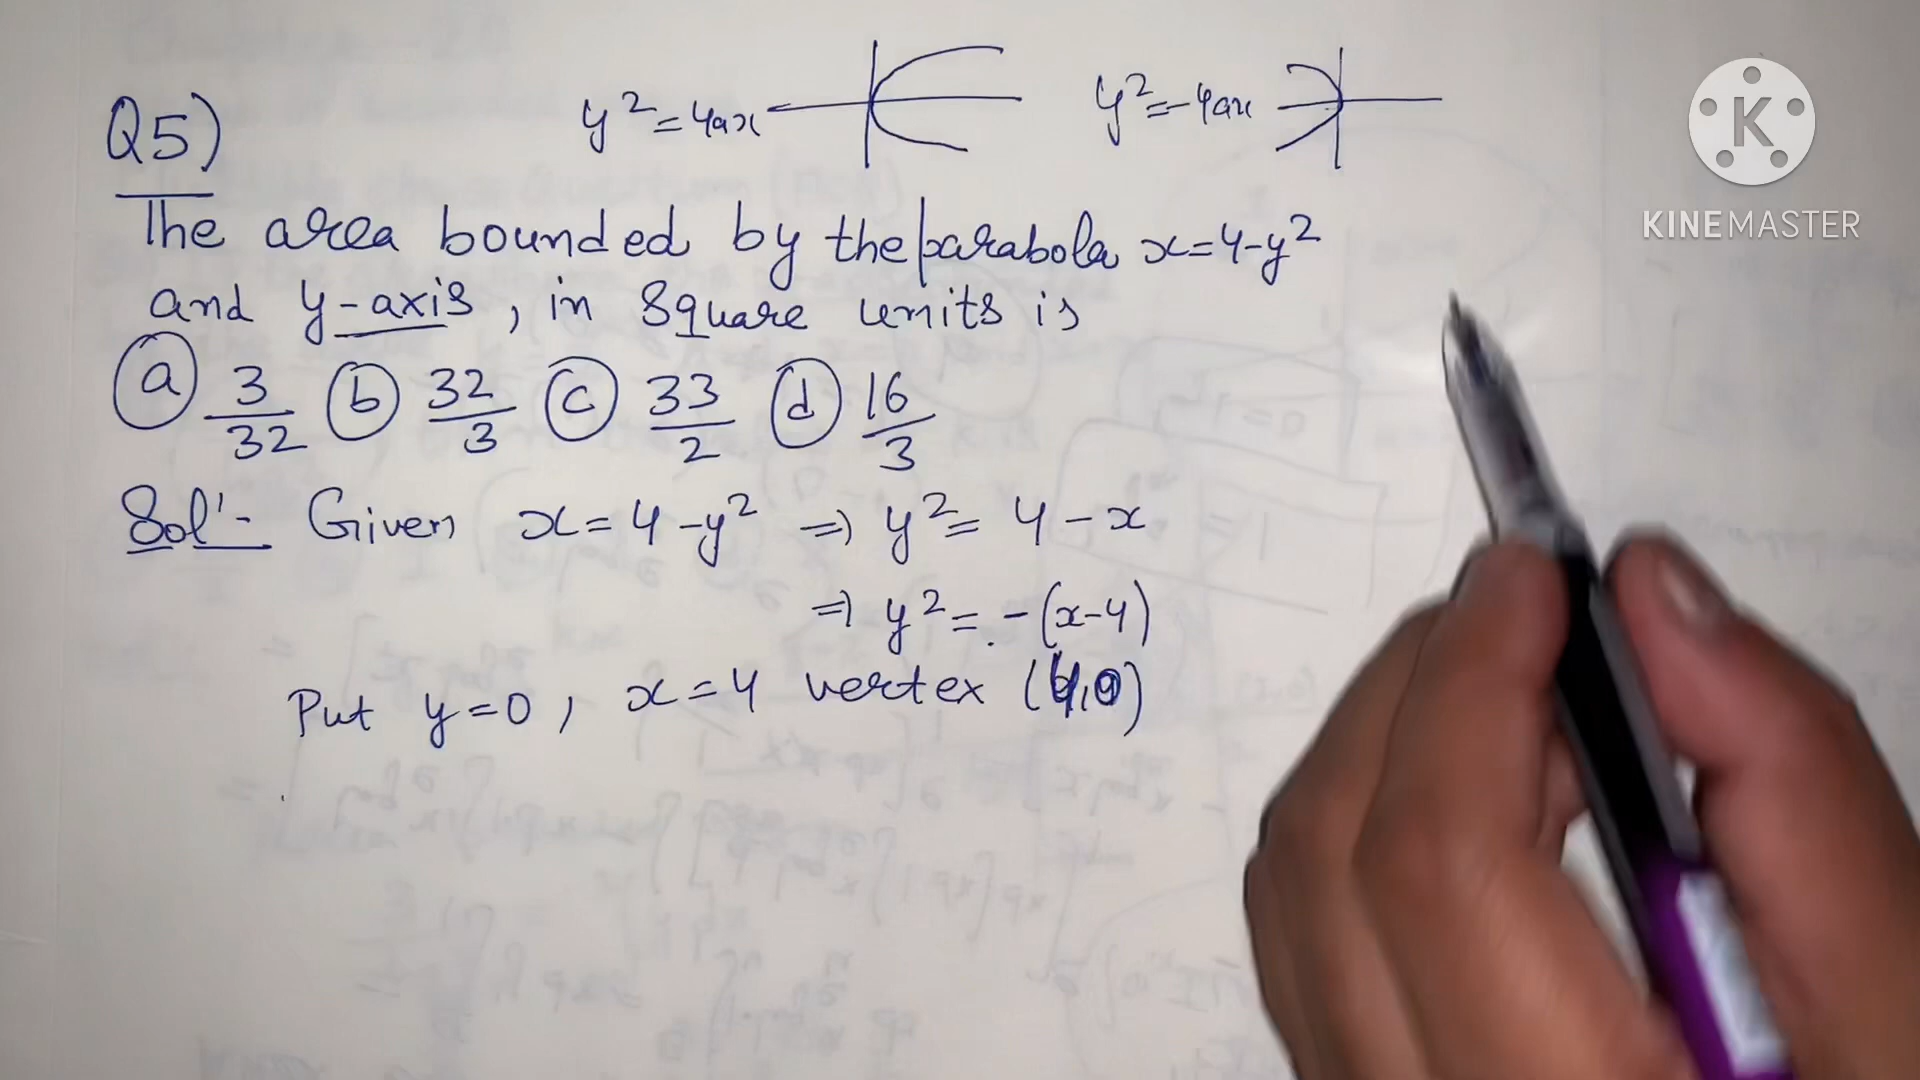 y² = 4ax y² = -4ax
Q5)
The area bounded by the parabola x = 4 - y²
and y-axis, in square units is
(a) 3/32 (b) 32/3 (c) 33/2 (d) 16/3
Sol:- Given x = 4 - y² ⇒ y² = 4 - x
⇒ y² = -(x-4)
Put y = 0, x = 4 vertex (4,0)
K
KINEMASTER